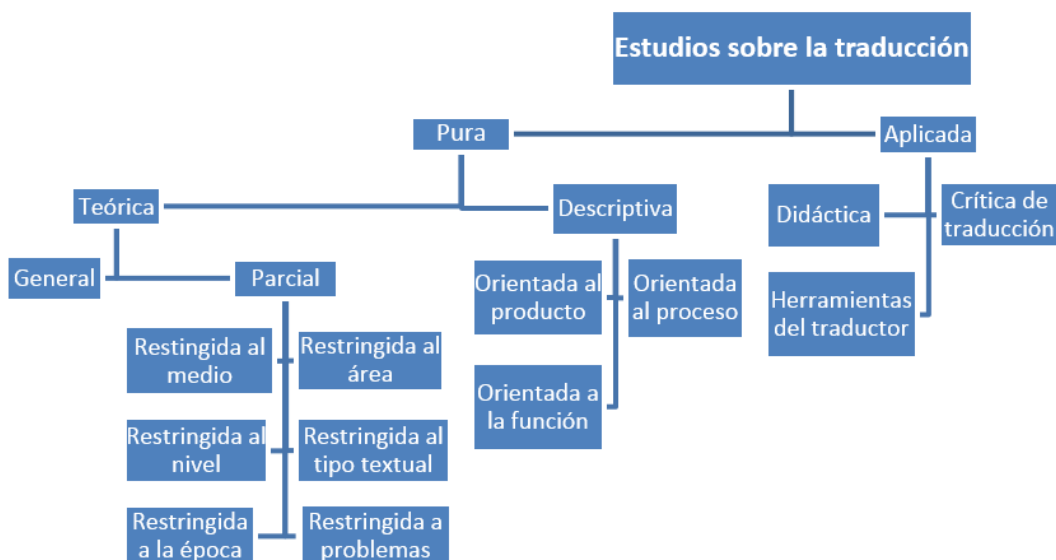 Estudios sobre la traducción
Pura
Aplicada
Teórica
Descriptiva
Didáctica
Crítica de
traducción
General
Parcial
Orientada al
producto
Orientada
al proceso
Herramientas
del traductor
Restingida al
medio
Restringida al
área
Orientada a
la función
Restringida al
nivel
Restringida al
tipo textual
Restringida
a la época
Restringida a
problemas